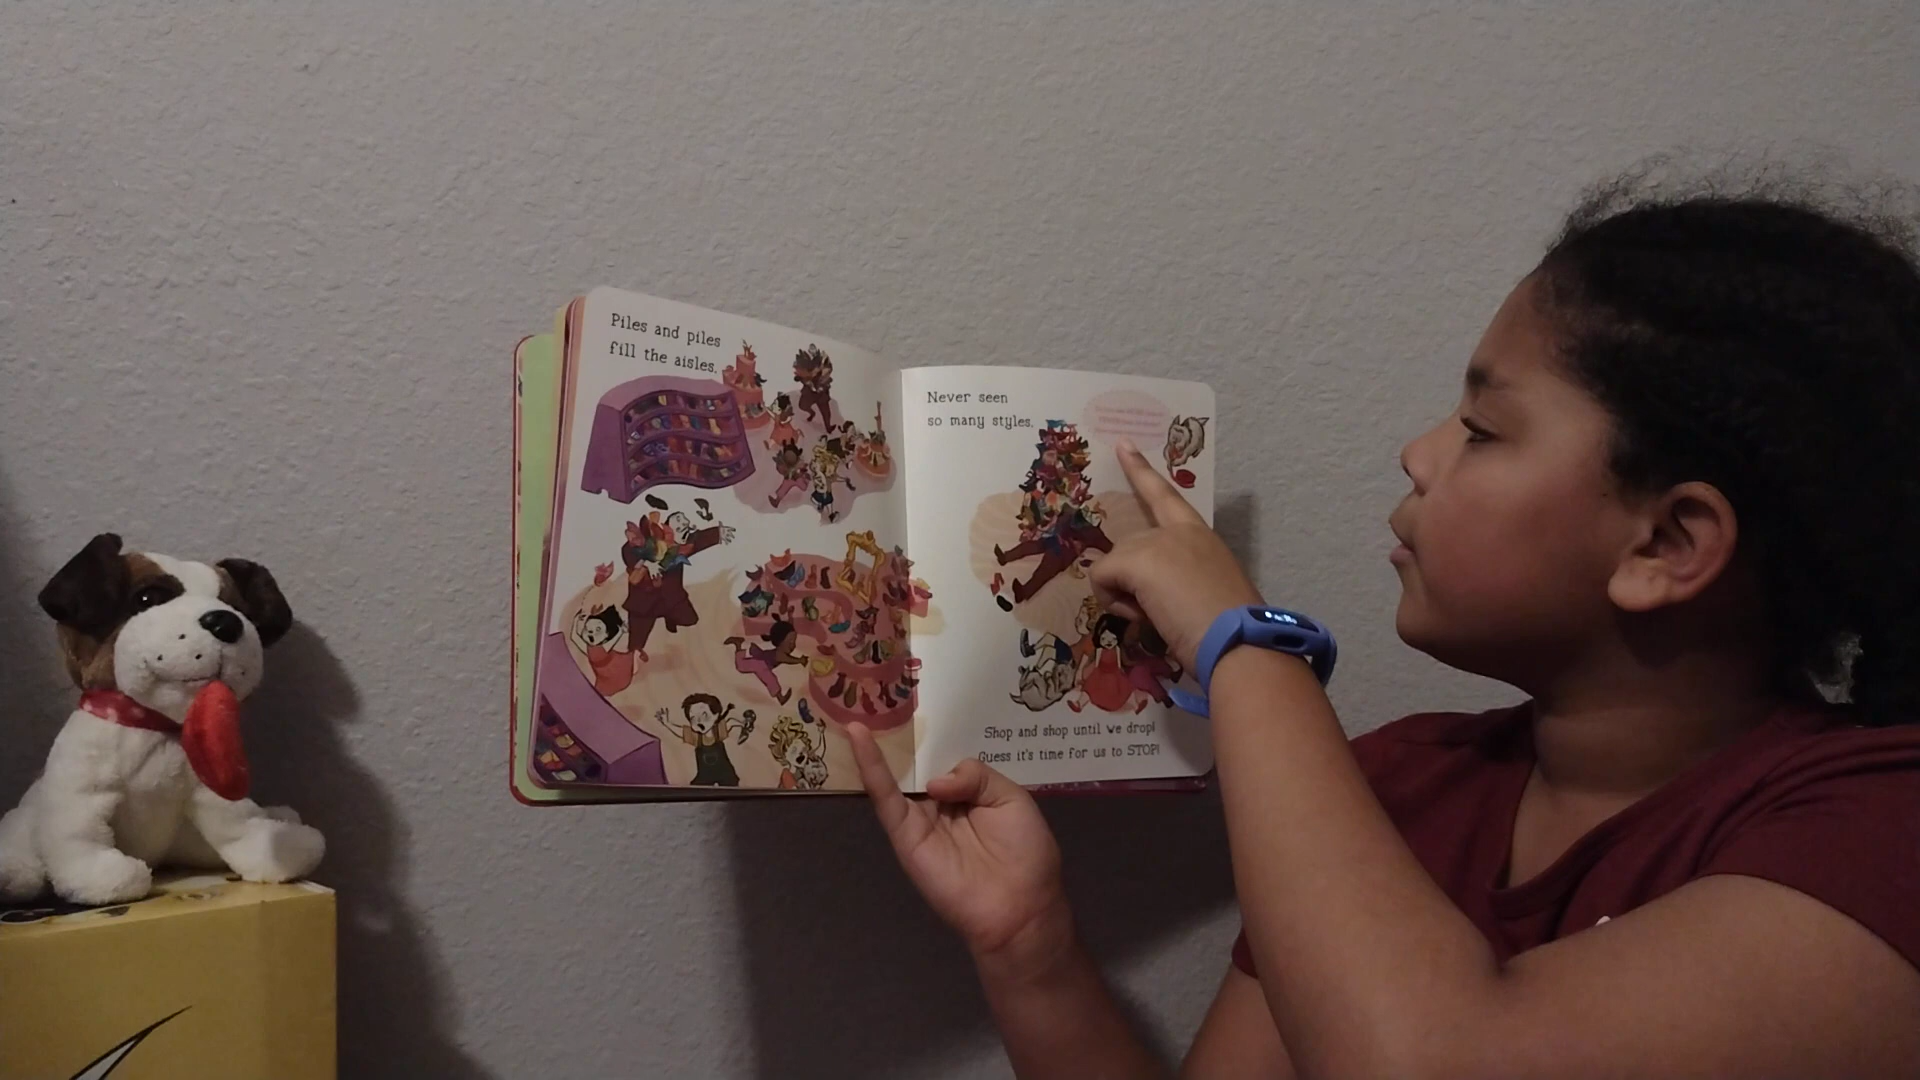 Piles and piles
fill the aisles.
Never seen
so many styles.
Shop and shop until we drop!
Guess it's time for us to STOP!